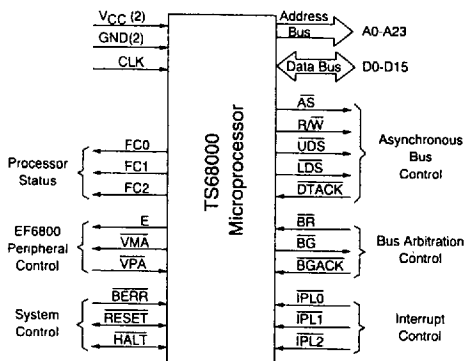 VCC (2)
GND(2)
CLK
Address
Bus
A0-A23
Data Bus
D0-D15
TS68000
Microprocessor
AS
R/W
UDS
LDS
DTACK
Asynchronous
Bus
Control
FC0
FC1
FC2
Processor
Status
E
VMA
VPA
EF6800
Peripheral
Control
BR
BG
BGACK
Bus Arbitration
Control
BERR
RESET
HALT
System
Control
IPL0
IPL1
IPL2
Interrupt
Control